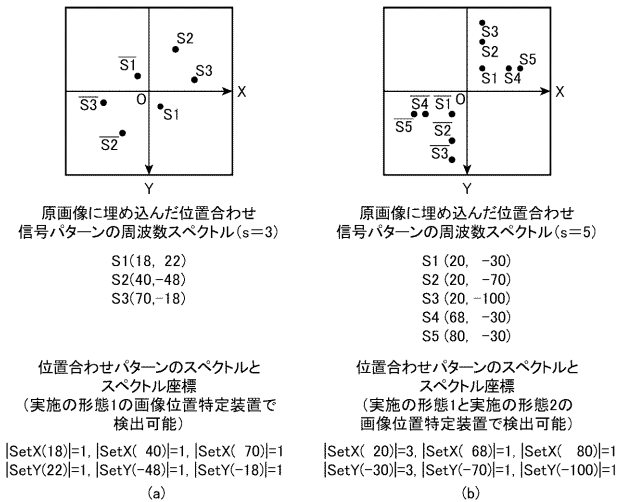 S1
S2
S3
S1
S3
S2
O
X
Y
原画像に埋め込んだ位置合わせ
信号パターンの周波数スペクトル(s=3)
S1(18, 22)
S2(40,-48)
S3(70,-18)
位置合わせパターンのスペクトルと
スペクトル座標
(実施の形態1の画像位置特定装置で
検出可能)
|SetX(18)|=1, |SetX( 40)|=1, |SetX( 70)|=1
|SetY(22)|=1, |SetY(-48)|=1, |SetY(-18)|=1
(a)
S3
S2
S5
S1
S4
S4
S1
O
X
S5
S2
S3
Y
原画像に埋め込んだ位置合わせ
信号パターンの周波数スペクトル(s=5)
S1 (20, -30)
S2 (20, -70)
S3 (20, -100)
S4 (68, -30)
S5 (80, -30)
位置合わせパターンのスペクトルと
スペクトル座標
(実施の形態1と実施の形態2の
画像位置特定装置で検出可能)
|SetX( 20)|=3, |SetX( 68)|=1, |SetX( 80)|=1
|SetY(-30)|=3, |SetY(-70)|=1, |SetY(-100)|=1
(b)